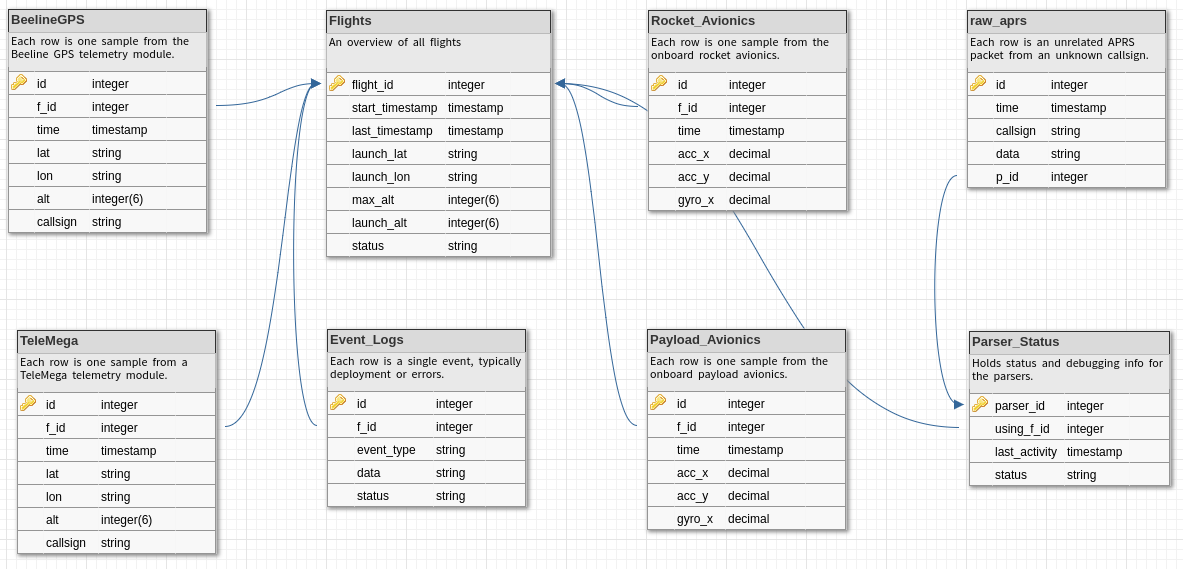 BeelineGPS
Each row is one sample from the
Beeline GPS telemetry module.
id integer
f_id integer
time timestamp
lat string
lon string
alt integer(6)
callsign string
Flights
An overview of all flights
flight_id integer
start_timestamp timestamp
last_timestamp timestamp
launch_lat string
launch_lon string
max_alt integer(6)
launch_alt integer(6)
status string
Rocket_Avionics
Each row is one sample from the
onboard rocket avionics.
id integer
f_id integer
time timestamp
acc_x decimal
acc_y decimal
gyro_x decimal
raw_aprs
Each row is an unrelated APRS
packet from an unknown callsign.
id integer
time timestamp
callsign string
data string
p_id integer
TeleMega
Each row is one sample from a
TeleMega telemetry module.
id integer
f_id integer
time timestamp
lat string
lon string
alt integer(6)
callsign string
Event_Logs
Each row is a single event, typically
deployment or errors.
id integer
f_id integer
event_type string
data string
status string
Payload_Avionics
Each row is one sample from the
onboard payload avionics.
id integer
f_id integer
time timestamp
acc_x decimal
acc_y decimal
gyro_x decimal
Parser_Status
Holds status and debugging info for
the parsers.
parser_id integer
using_f_id integer
last_activity timestamp
status string